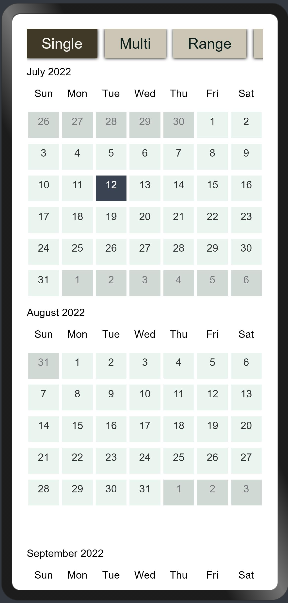 Single Multi Range
July 2022
Sun Mon Tue Wed Thu Fri Sat
26 27 28 29 30 1 2
3 4 5 6 7 8 9
10 11 12 13 14 15 16
17 18 19 20 21 22 23
24 25 26 27 28 29 30
31 1 2 3 4 5 6
August 2022
Sun Mon Tue Wed Thu Fri Sat
31 1 2 3 4 5 6
7 8 9 10 11 12 13
14 15 16 17 18 19 20
21 22 23 24 25 26 27
28 29 30 31 1 2 3
September 2022
Sun Mon Tue Wed Thu Fri Sat